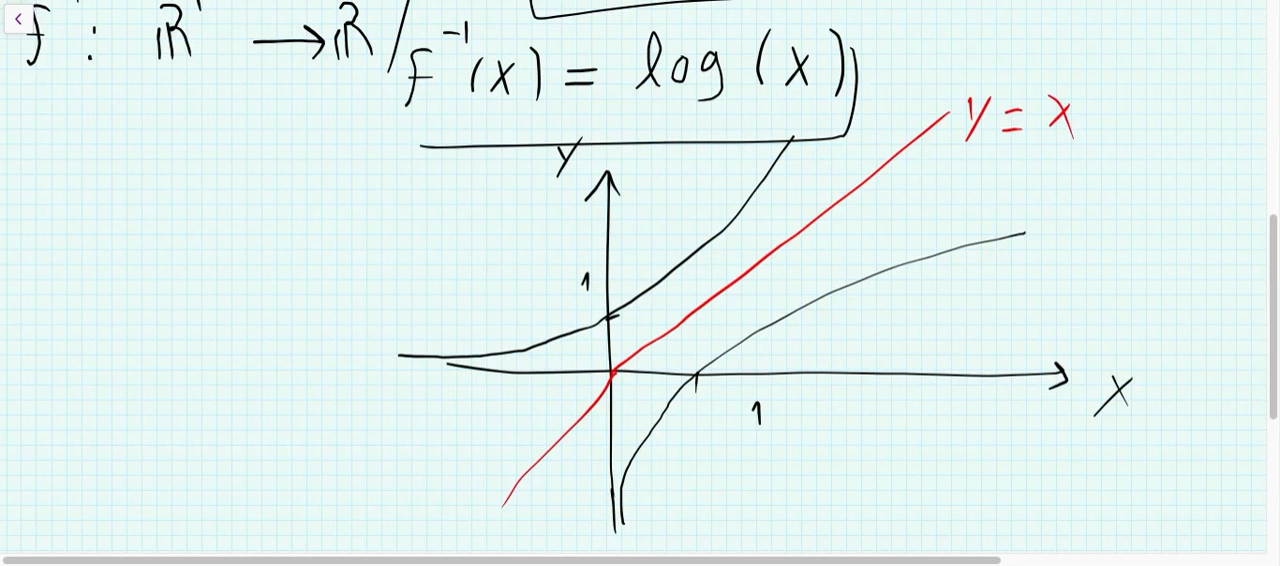 f : ℝ → ℝ
f⁻¹(x) = log(x))
y = x
y
1
x
1